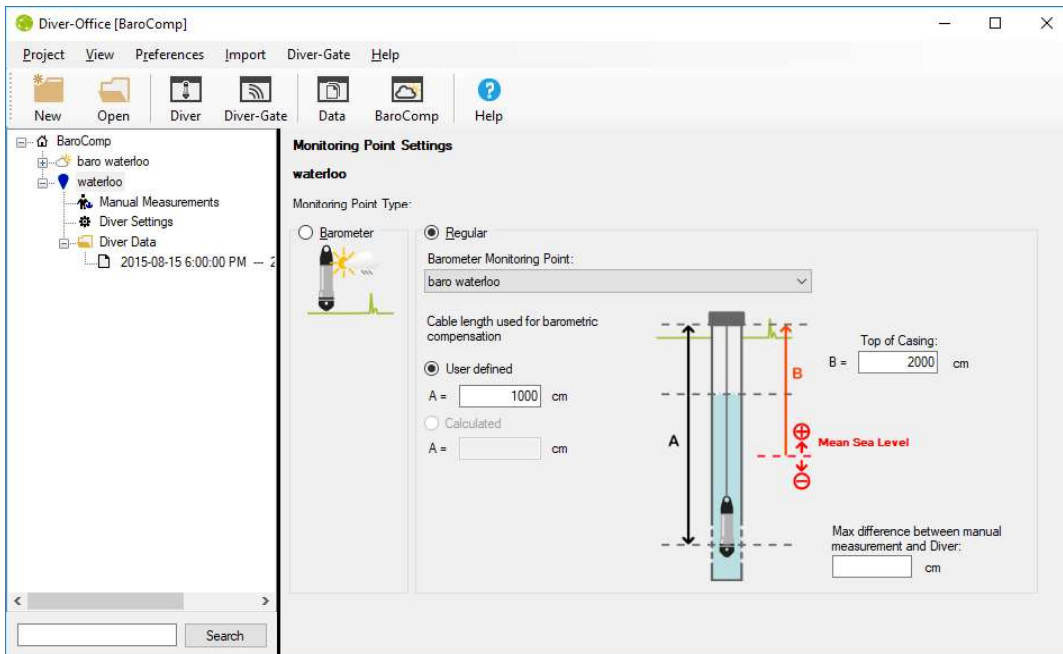 Diver-Office [BaroComp]
Project View Preferences Import Diver-Gate Help
New Open Diver Diver-Gate Data BaroComp Help
BaroComp
baro waterloo
waterloo
Manual Measurements
Diver Settings
Diver Data
2015-08-15 6:00:00 PM -- 2
Search
Monitoring Point Settings
waterloo
Monitoring Point Type:
Barometer
Regular
Barometer Monitoring Point:
baro waterloo
Cable length used for barometric
compensation
User defined
A = 1000 cm
Calculated
A = cm
A
B
Mean Sea Level
Top of Casing:
B = 2000 cm
Max difference between manual
measurement and Diver:
cm